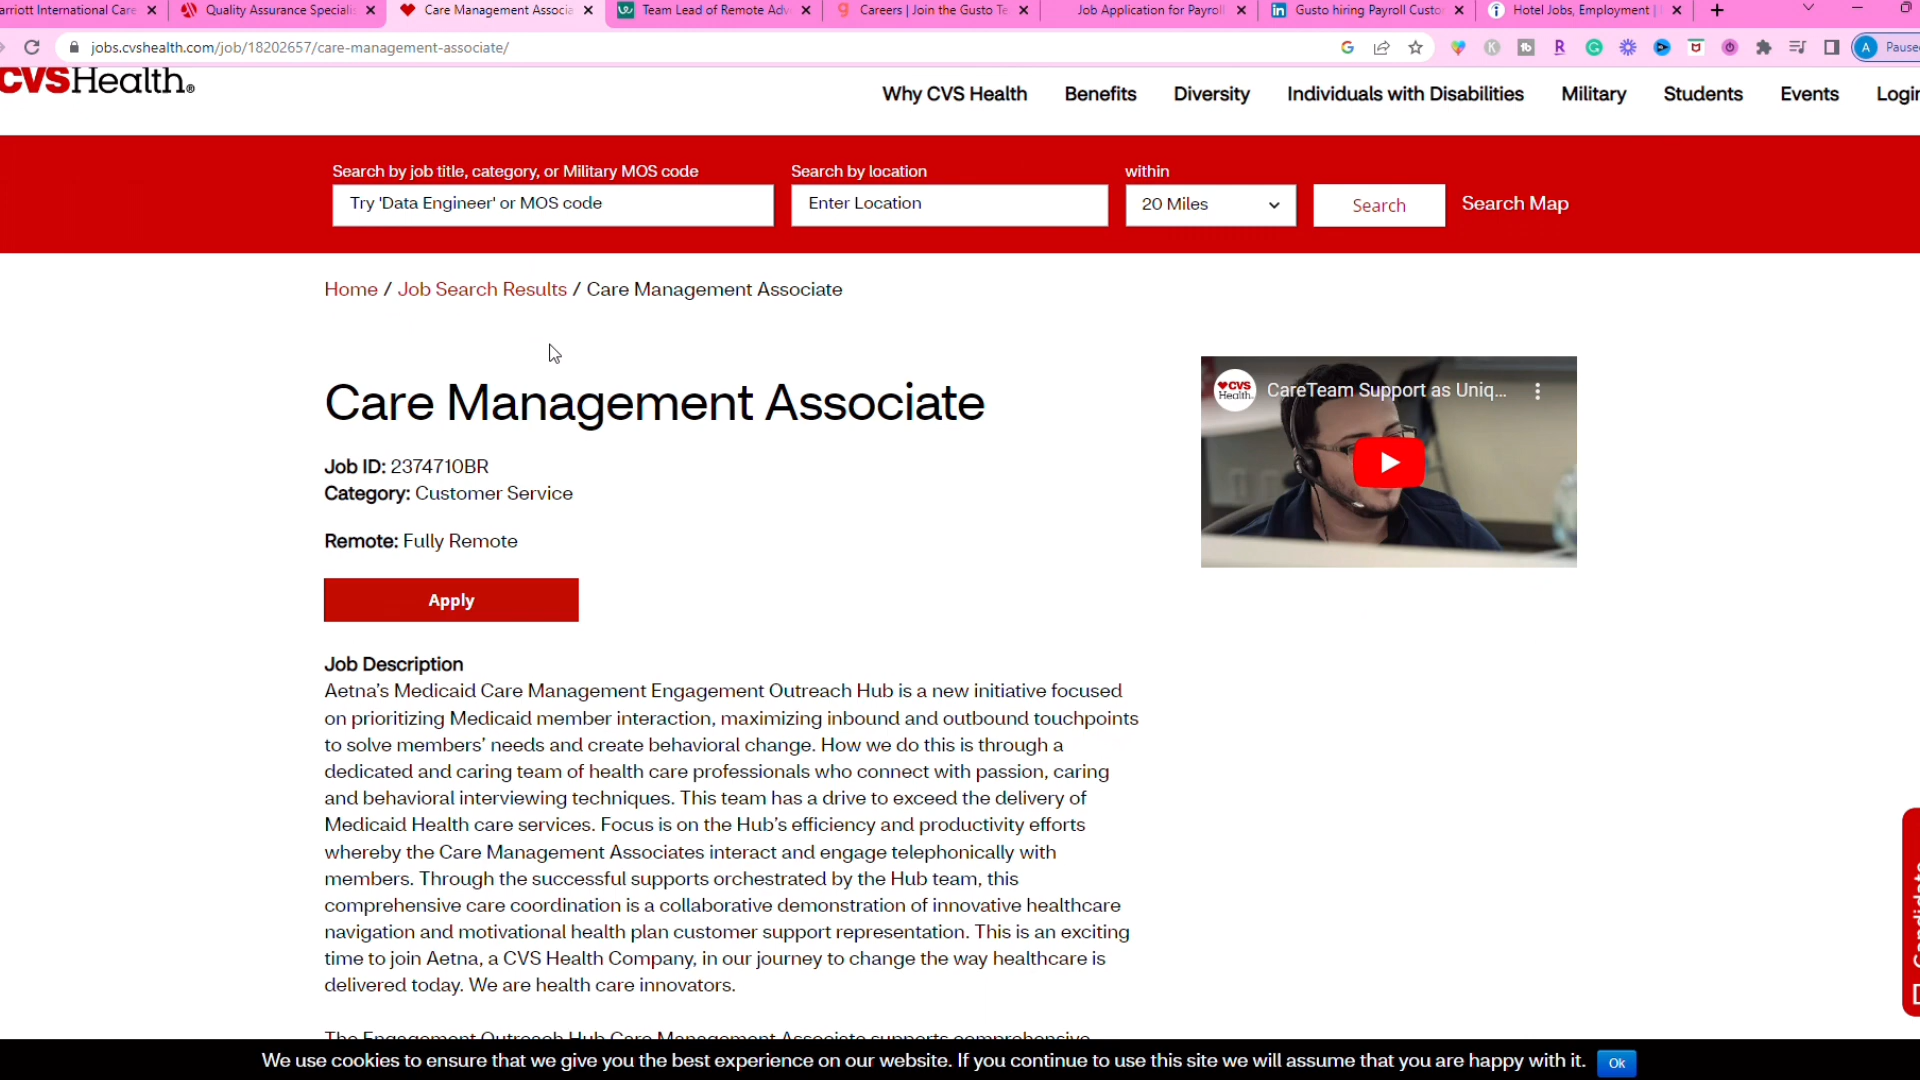 arriott International Care
Quality Assurance Speciali
Care Management Associa
Team Lead of Remote Adv
Careers | Join the Gusto Te
Job Application for Payroll
Gusto hiring Payroll Custo
Hotel Jobs, Employment |
jobs.cvshealth.com/job/18202657/care-management-associate/
A Pause
CVSHealth®
Why CVS Health
Benefits
Diversity
Individuals with Disabilities
Military
Students
Events
Login
Search by job title, category, or Military MOS code
Search by location
within
Try 'Data Engineer' or MOS code
Enter Location
20 Miles
Search
Search Map
Home / Job Search Results / Care Management Associate
CVS Health.
CareTeam Support as Uniq...
Care Management Associate
Job ID: 2374710BR
Category: Customer Service
Remote: Fully Remote
Apply
Job Description
Aetna's Medicaid Care Management Engagement Outreach Hub is a new initiative focused
on prioritizing Medicaid member interaction, maximizing inbound and outbound touchpoints
to solve members' needs and create behavioral change. How we do this is through a
dedicated and caring team of health care professionals who connect with passion, caring
and behavioral interviewing techniques. This team has a drive to exceed the delivery of
Medicaid Health care services. Focus is on the Hub's efficiency and productivity efforts
whereby the Care Management Associates interact and engage telephonically with
members. Through the successful supports orchestrated by the Hub team, this
comprehensive care coordination is a collaborative demonstration of innovative healthcare
navigation and motivational health plan customer support representation. This is an exciting
time to join Aetna, a CVS Health Company, in our journey to change the way healthcare is
delivered today. We are health care innovators.
The Engagement Outreach Hub Care Management Associate supports comprehensive
We use cookies to ensure that we give you the best experience on our website. If you continue to use this site we will assume that you are happy with it.
Ok